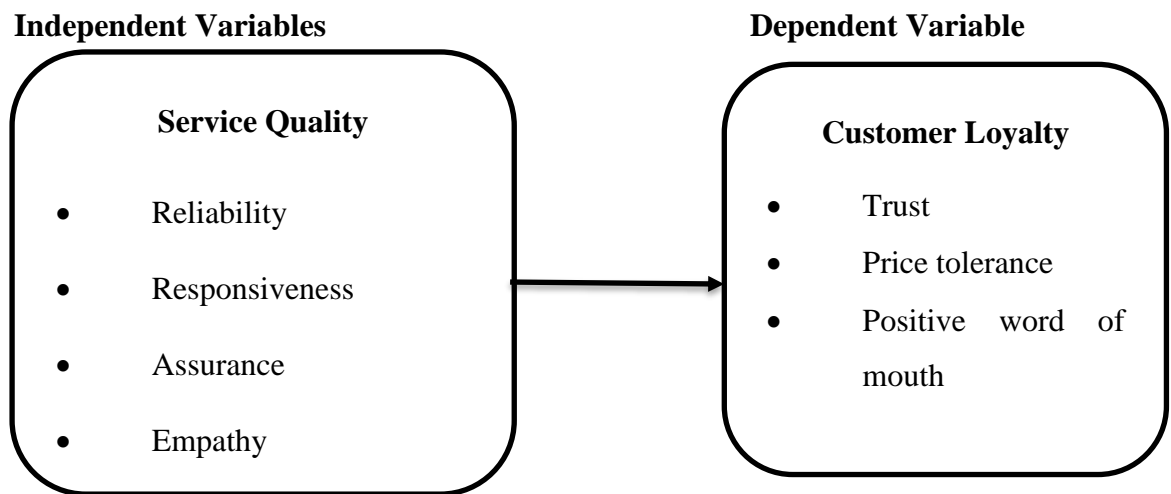 Independent Variables
Service Quality
• Reliability
• Responsiveness
• Assurance
• Empathy
Dependent Variable
Customer Loyalty
• Trust
• Price tolerance
• Positive word of
mouth